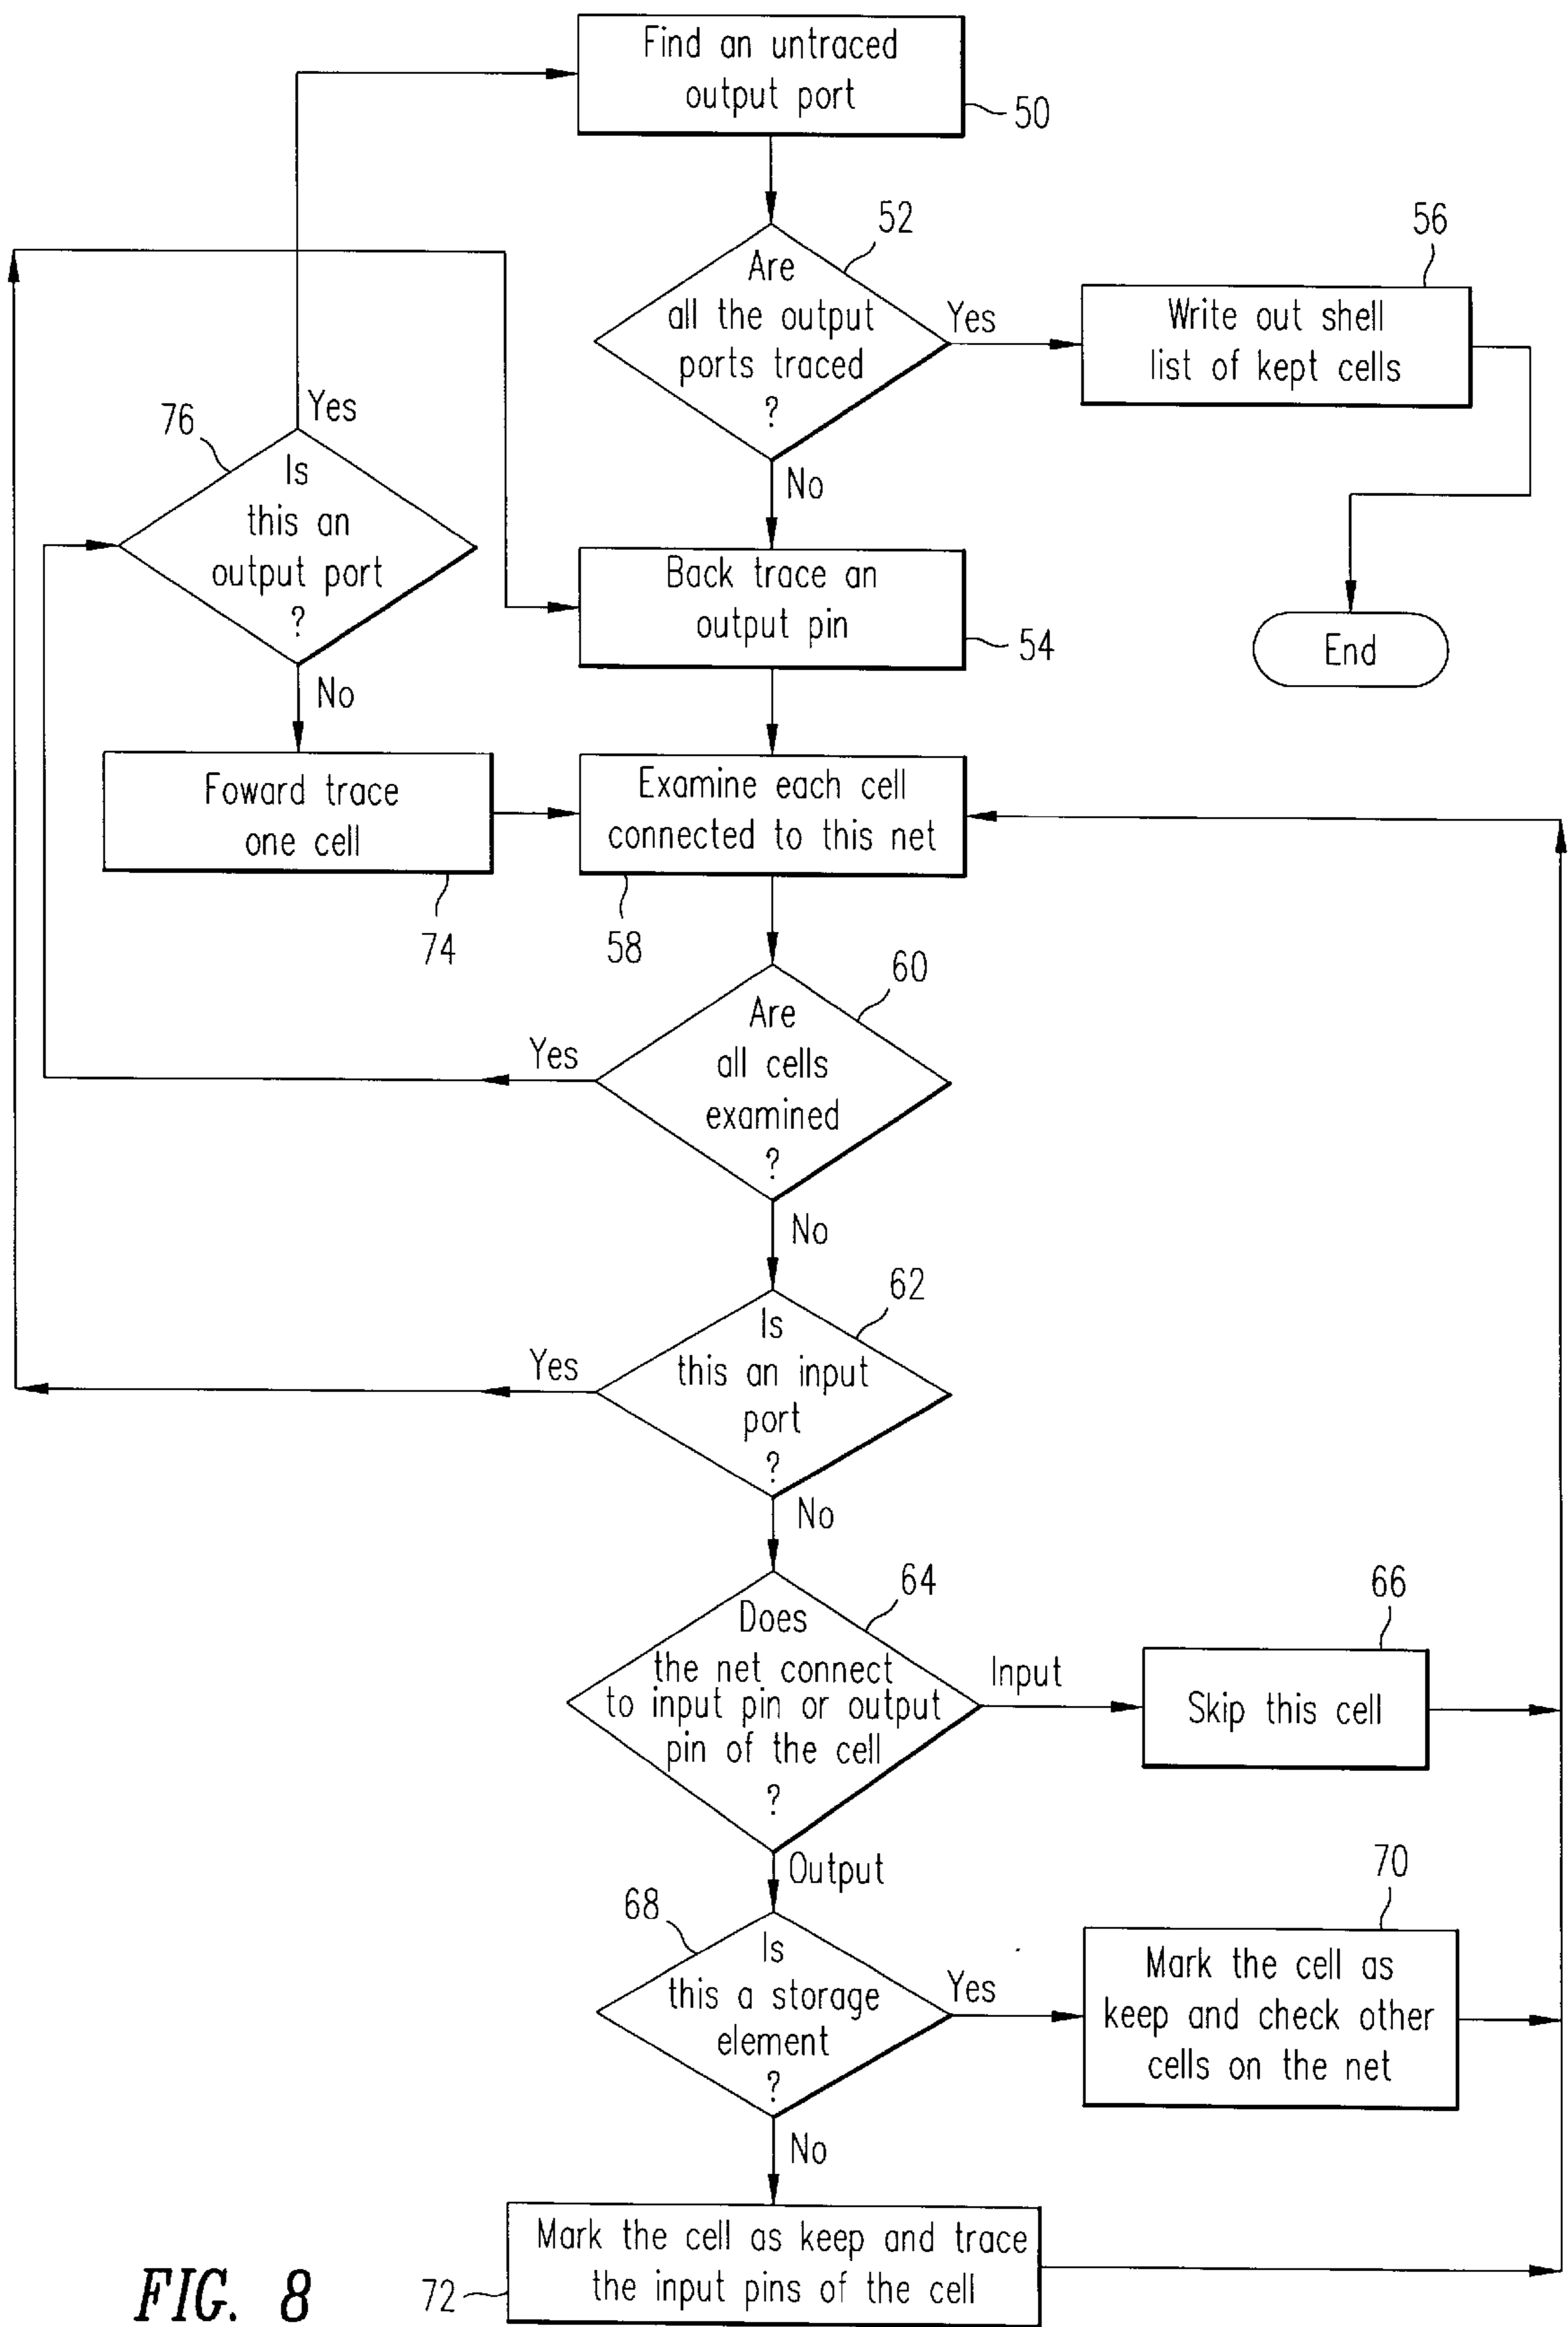 Find an untraced
output port
50
52
Are
all the output
ports traced
?
Yes
56
Write out shell
list of kept cells
No
End
76
Yes
Is
this an
output port
?
No
Back trace an
output pin
54
Foward trace
one cell
74
Examine each cell
connected to this net
58
60
Are
all cells
examined
?
Yes
No
62
Is
this an input
port
?
Yes
No
64
Does
the net connect
to input pin or output
pin of the cell
?
Input
66
Skip this cell
Output
68
Is
this a storage
element
?
Yes
70
Mark the cell as
keep and check other
cells on the net
No
Mark the cell as keep and trace
the input pins of the cell
72
FIG. 8